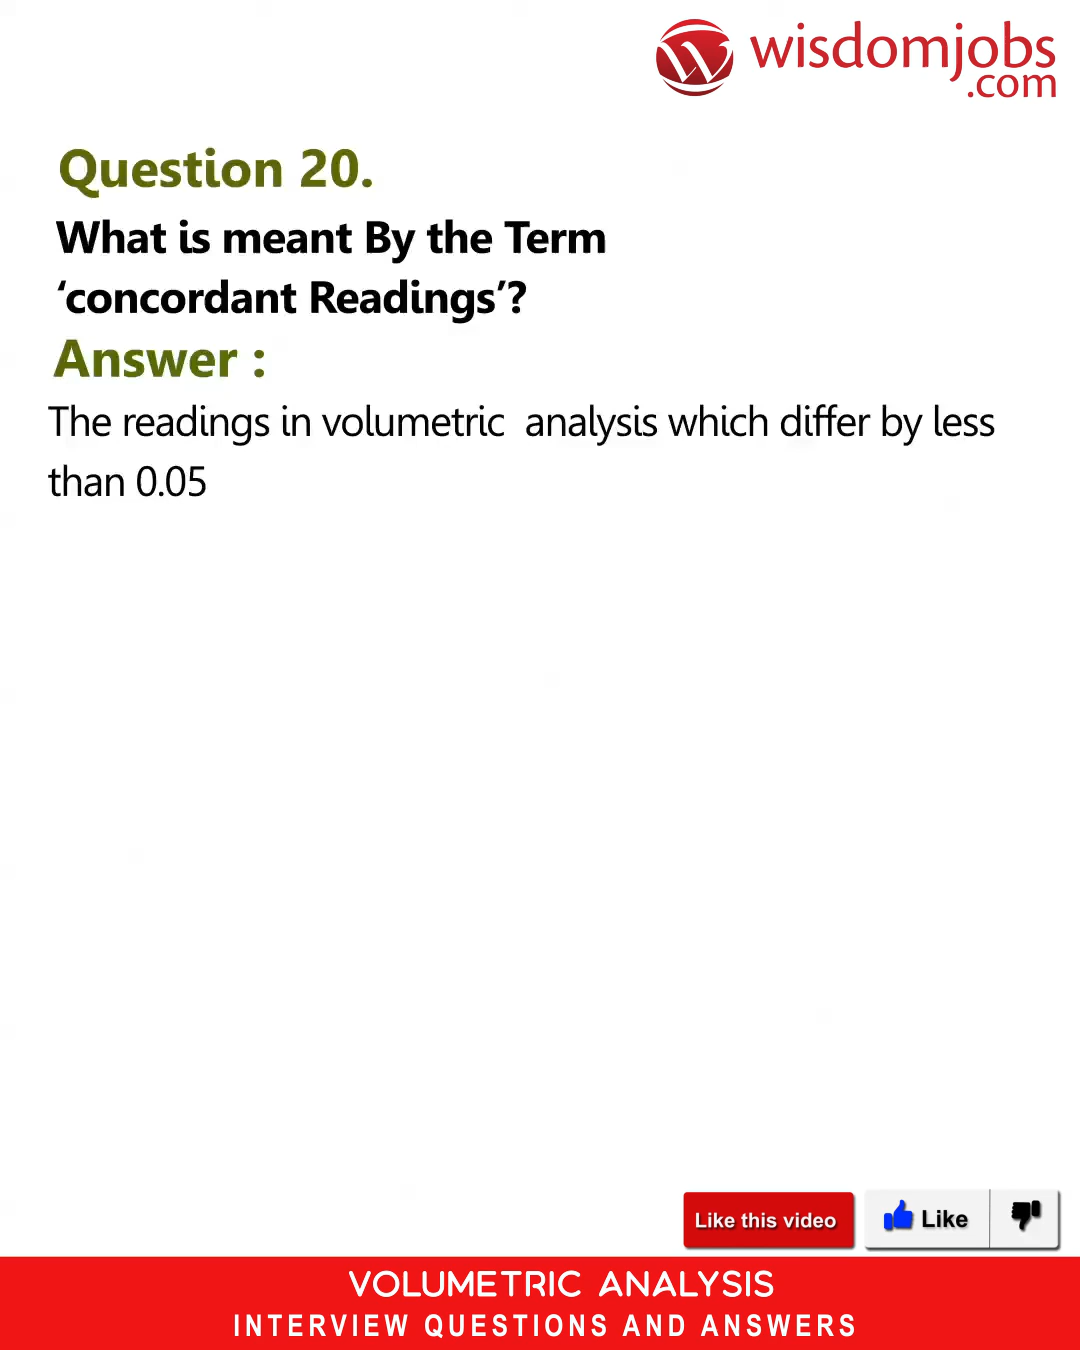 wisdomjobs
.com
Question 20.
What is meant By the Term
‘concordant Readings’?
Answer :
The readings in volumetric analysis which differ by less
than 0.05
Like this video
Like
VOLUMETRIC ANALYSIS
INTERVIEW QUESTIONS AND ANSWERS